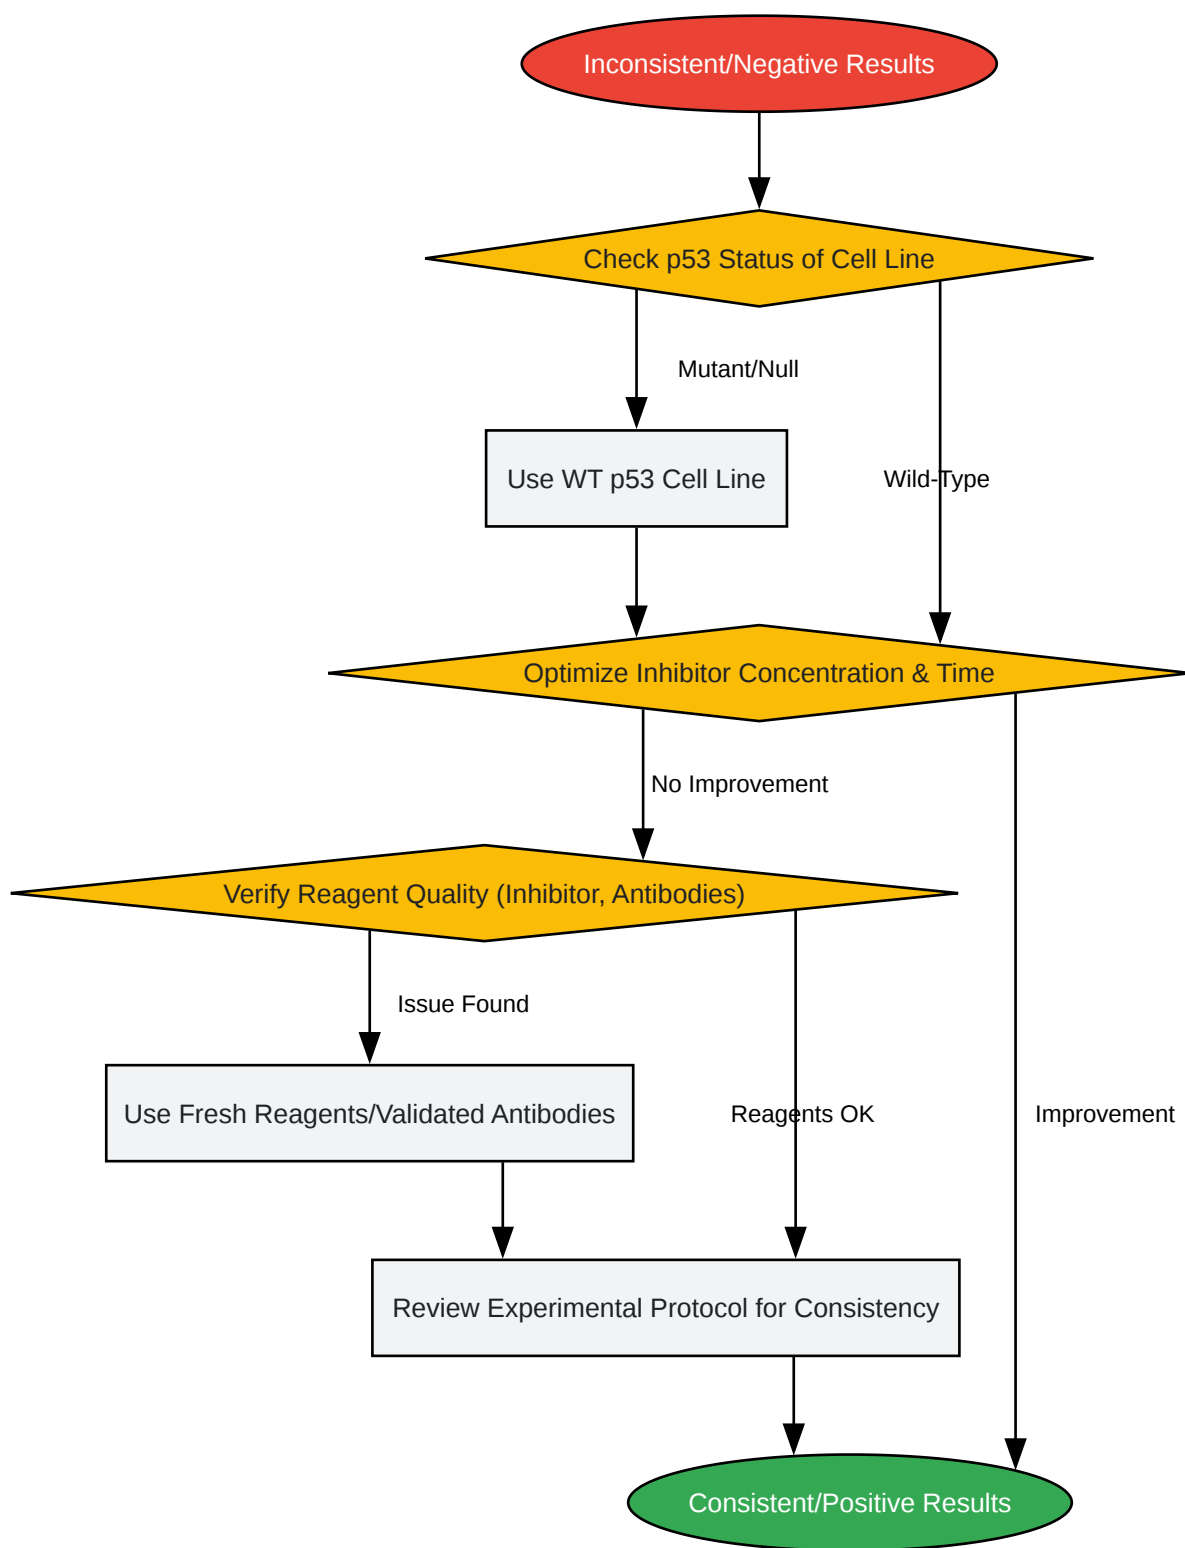 Inconsistent/Negative Results
Check p53 Status of Cell Line
Mutant/Null
Use WT p53 Cell Line
Wild-Type
Optimize Inhibitor Concentration & Time
No Improvement
Verify Reagent Quality (Inhibitor, Antibodies)
Issue Found
Use Fresh Reagents/Validated Antibodies
Reagents OK
Improvement
Review Experimental Protocol for Consistency
Consistent/Positive Results